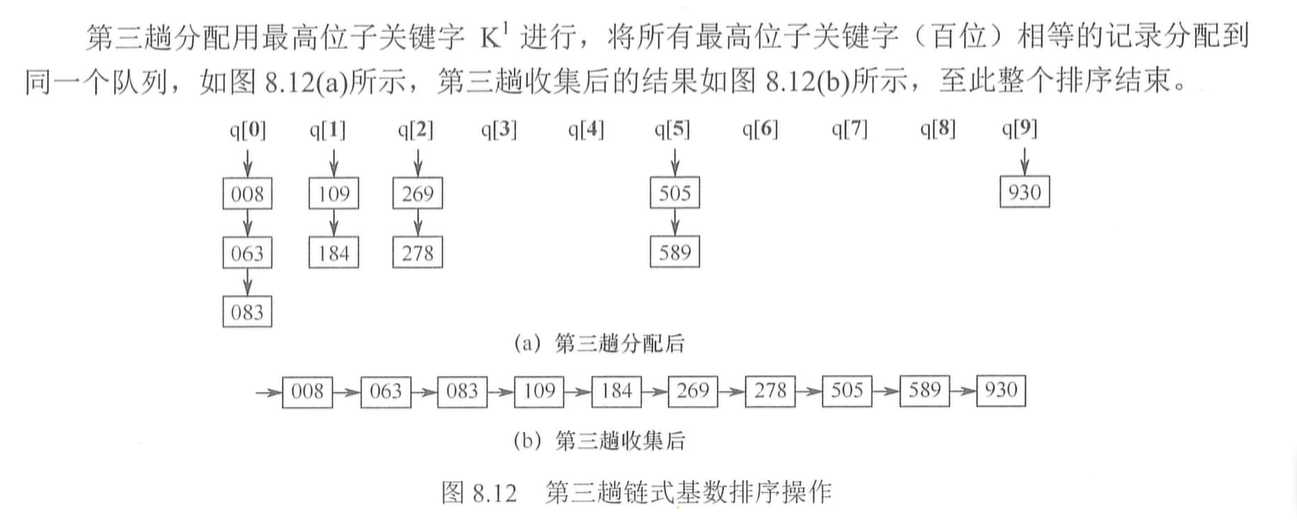 第三趟分配用最高位子关键字 K¹ 进行，将所有最高位子关键字（百位）相等的记录分配到
同一个队列，如图 8.12(a)所示，第三趟收集后的结果如图 8.12(b)所示，至此整个排序结束。
q[0] q[1] q[2] q[3] q[4] q[5] q[6] q[7] q[8] q[9]
008 109 269 505 930
063 184 278 589
083
(a) 第三趟分配后
008 063 083 109 184 269 278 505 589 930
(b) 第三趟收集后
图 8.12 第三趟链式基数排序操作